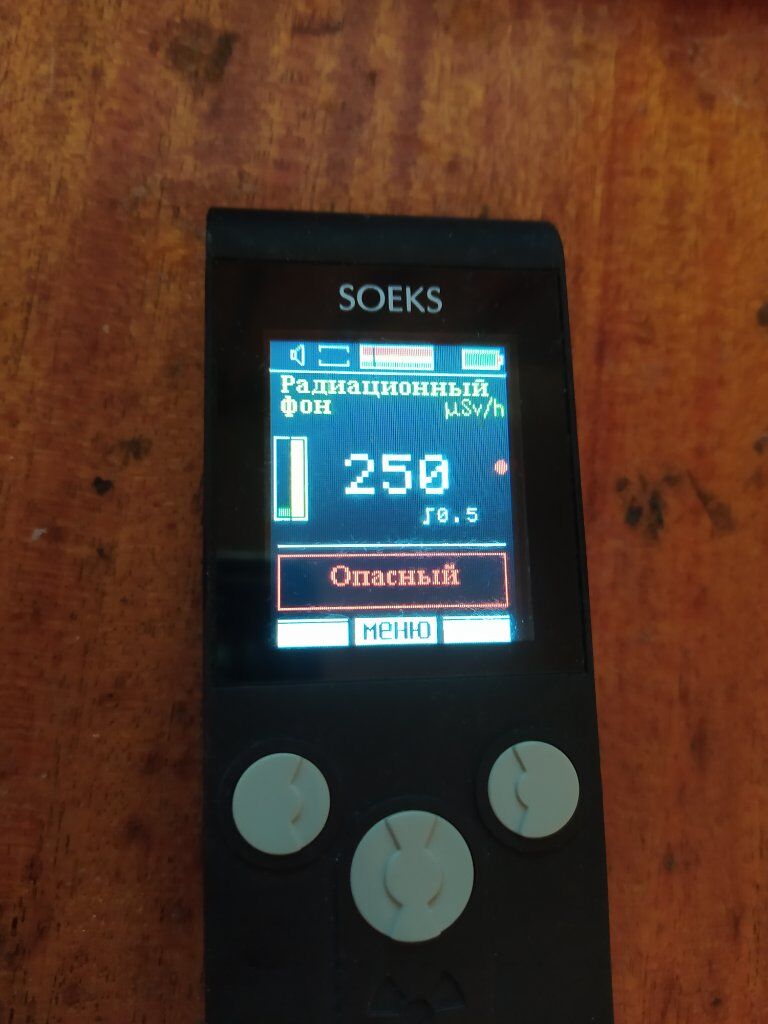 SOEKS
Радиационный
фон
µSv/h
250
∫0.5
Опасный
меню